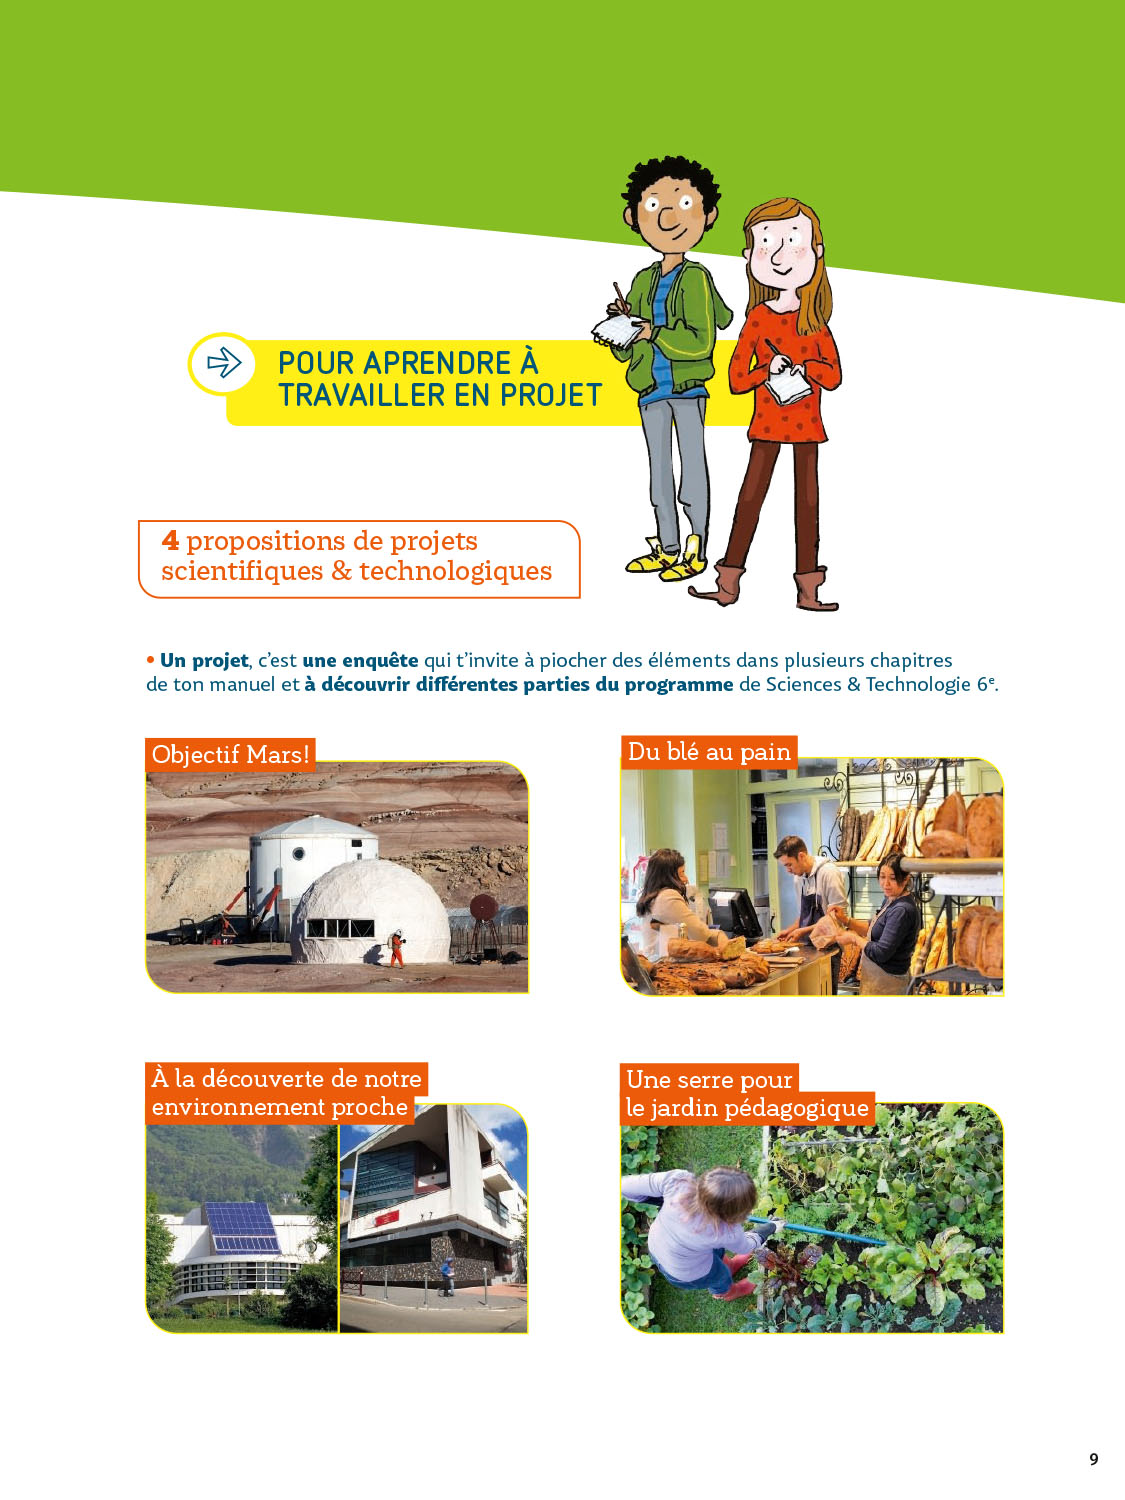 POUR APRENDRE À
TRAVAILLER EN PROJET
4 propositions de projets
scientifiques & technologiques
• Un projet, c'est une enquête qui t'invite à piocher des éléments dans plusieurs chapitres
de ton manuel et à découvrir différentes parties du programme de Sciences & Technologie 6e.
Objectif Mars!
Du blé au pain
À la découverte de notre
environnement proche
Une serre pour
le jardin pédagogique
9